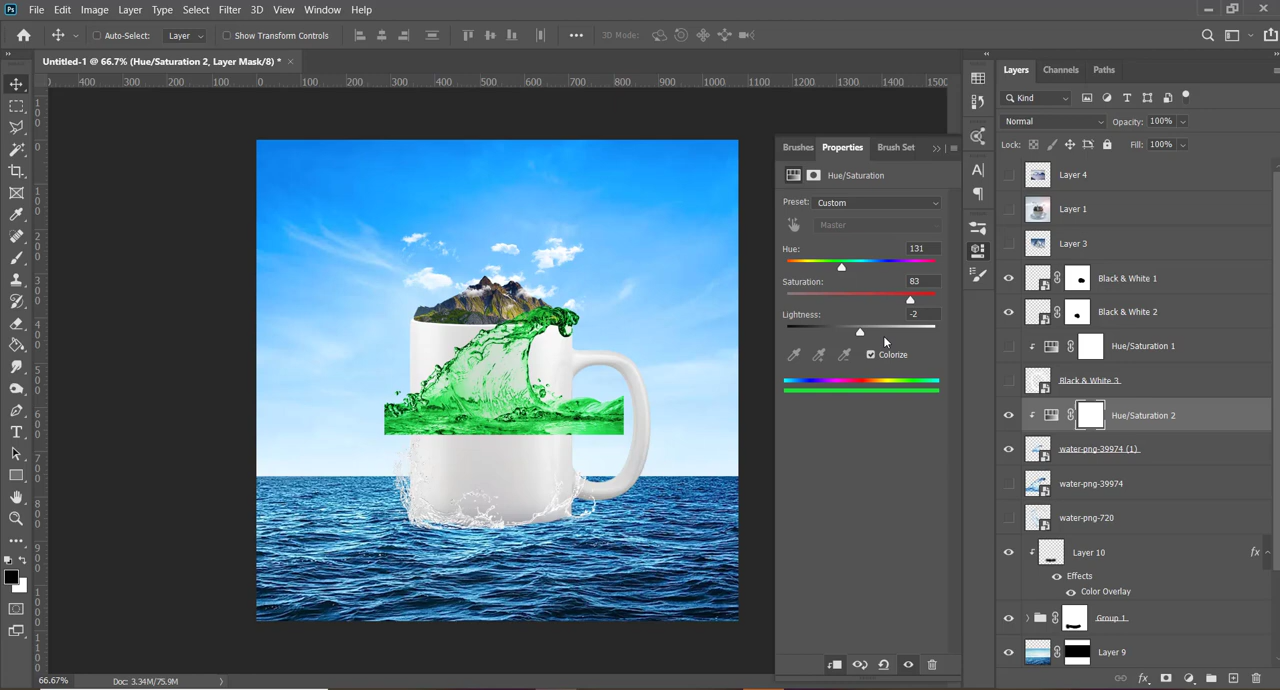 Ps File Edit Image Layer Type Select Filter 3D View Window Help
Auto-Select: Layer Show Transform Controls 3D Mode:
Untitled-1 @ 66.7% (Hue/Saturation 2, Layer Mask/8) *
400 300 200 100 0 100 200 300 400 500 600 700 800 900 1000 1100 1200 1300 1400 1500
Layers Channels Paths
Kind
Normal Opacity: 100%
Lock: Fill: 100%
Brushes Properties Brush Set
Hue/Saturation
Preset: Custom
Master
Hue: 131
Saturation: 83
Lightness: -2
Colorize
Layer 4
Layer 1
Layer 3
Black & White 1
Black & White 2
Hue/Saturation 1
Black & White 3
Hue/Saturation 2
water-png-39974 (1)
water-png-39974
water-png-720
Layer 10 fx
Effects
Color Overlay
Group 1
Layer 9
66.67% Doc: 3.34M/75.9M